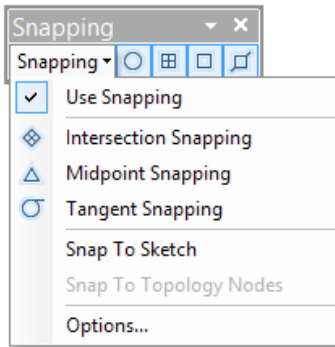 Snapping
Snapping
Use Snapping
Intersection Snapping
Midpoint Snapping
Tangent Snapping
Snap To Sketch
Snap To Topology Nodes
Options...